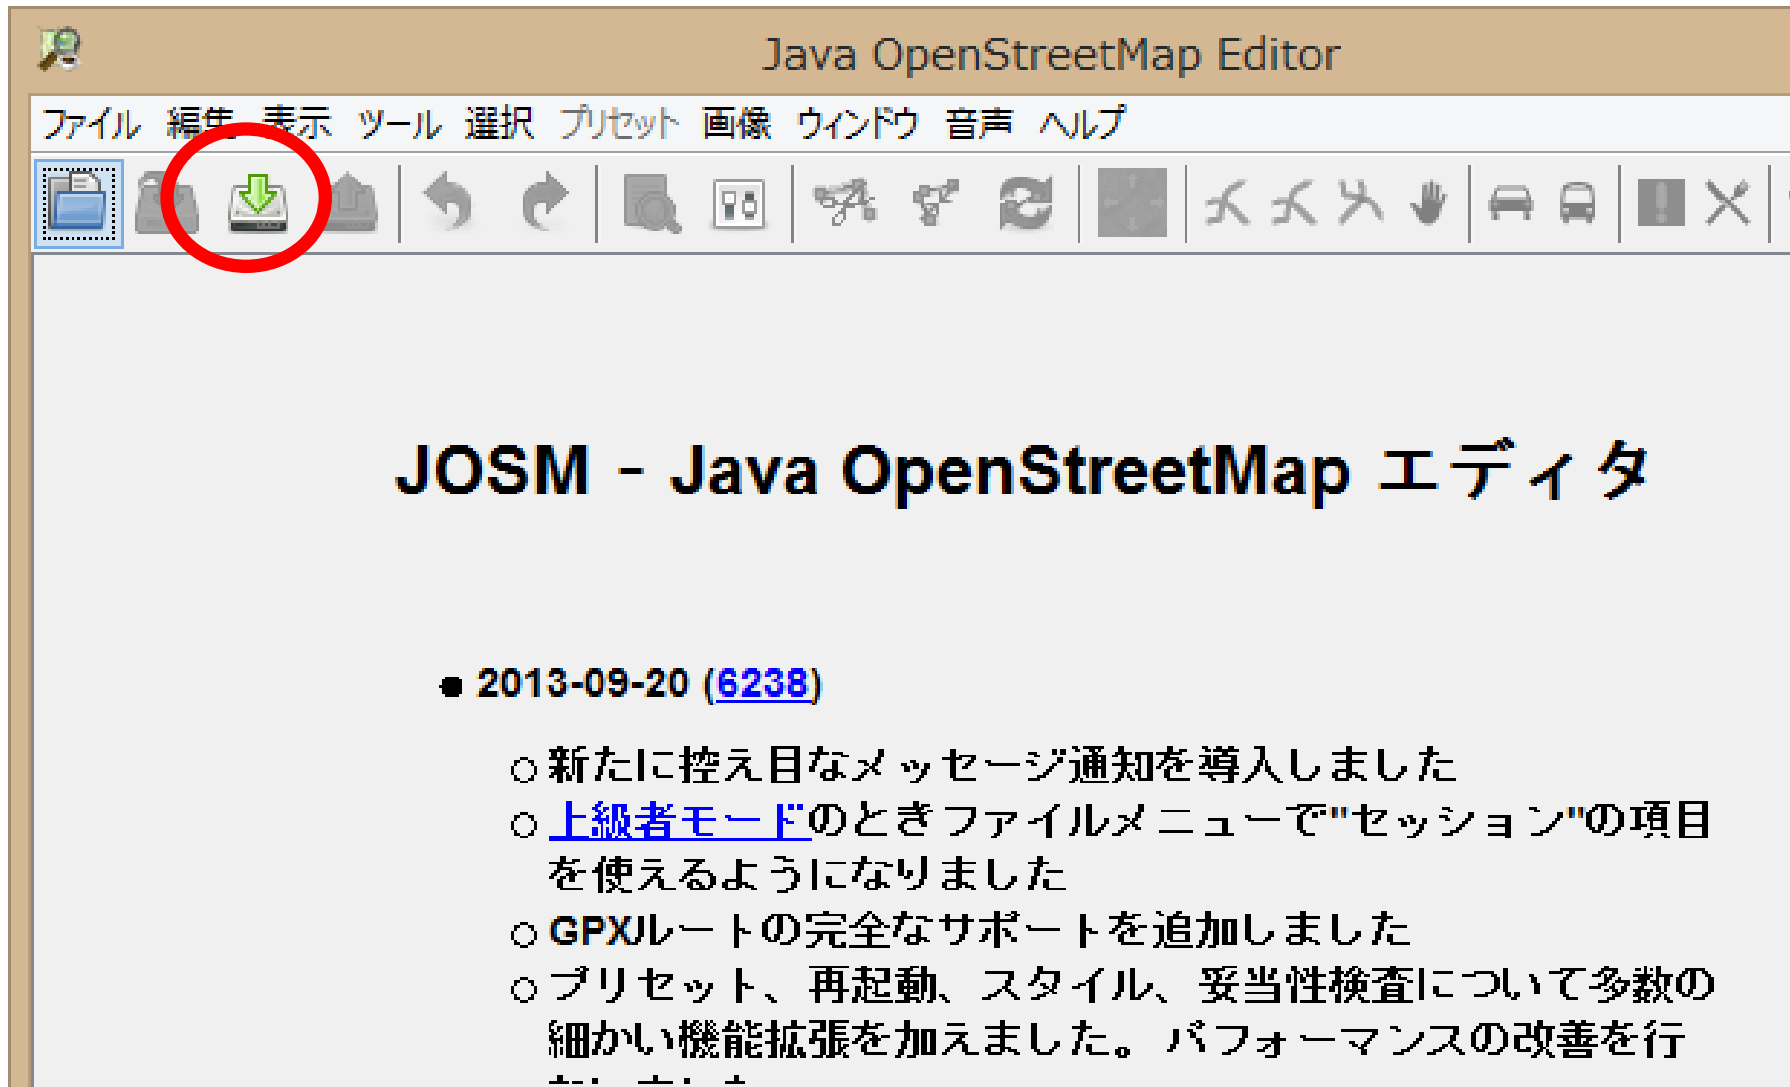 Java OpenStreetMap Editor
ファイル 編集 表示 ツール 選択 プリセット 画像 ウィンドウ 音声 ヘルプ
JOSM - Java OpenStreetMap エディタ
● 2013-09-20 (6238)
○ 新たに控え目なメッセージ通知を導入しました
○ 上級者モードのときファイルメニューで"セッション"の項目
を使えるようになりました
○ GPXルートの完全なサポートを追加しました
○ プリセット、再起動、スタイル、妥当性検査について多数の
細かい機能拡張を加えました。パフォーマンスの改善を行